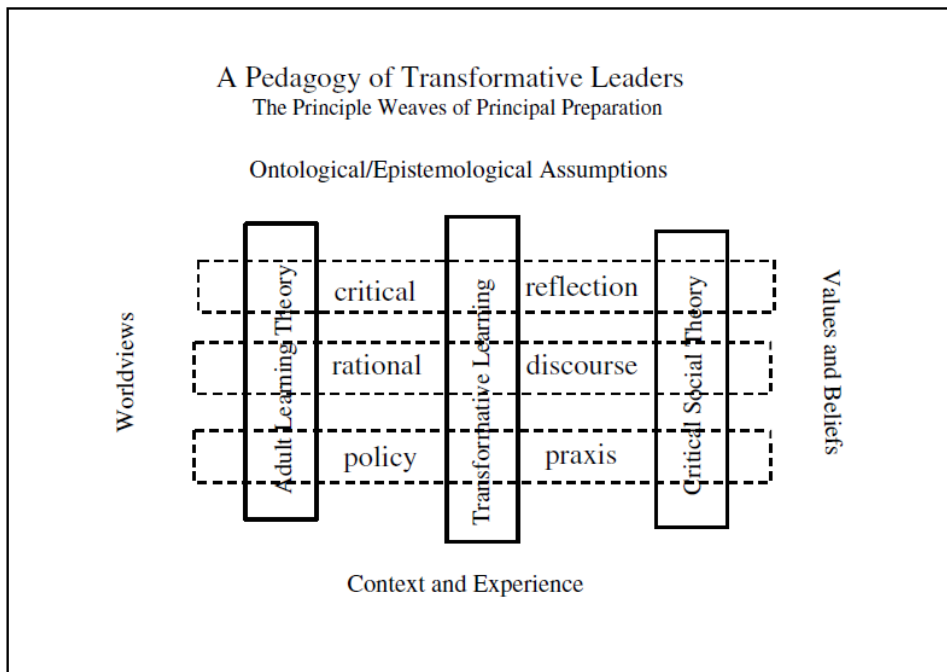 A Pedagogy of Transformative Leaders
The Principle Weaves of Principal Preparation
Ontological/Epistemological Assumptions
Worldviews
Adult Learning Theory
Transformative Learning
Critical Social Theory
Values and Beliefs
critical reflection
rational discourse
policy praxis
Context and Experience